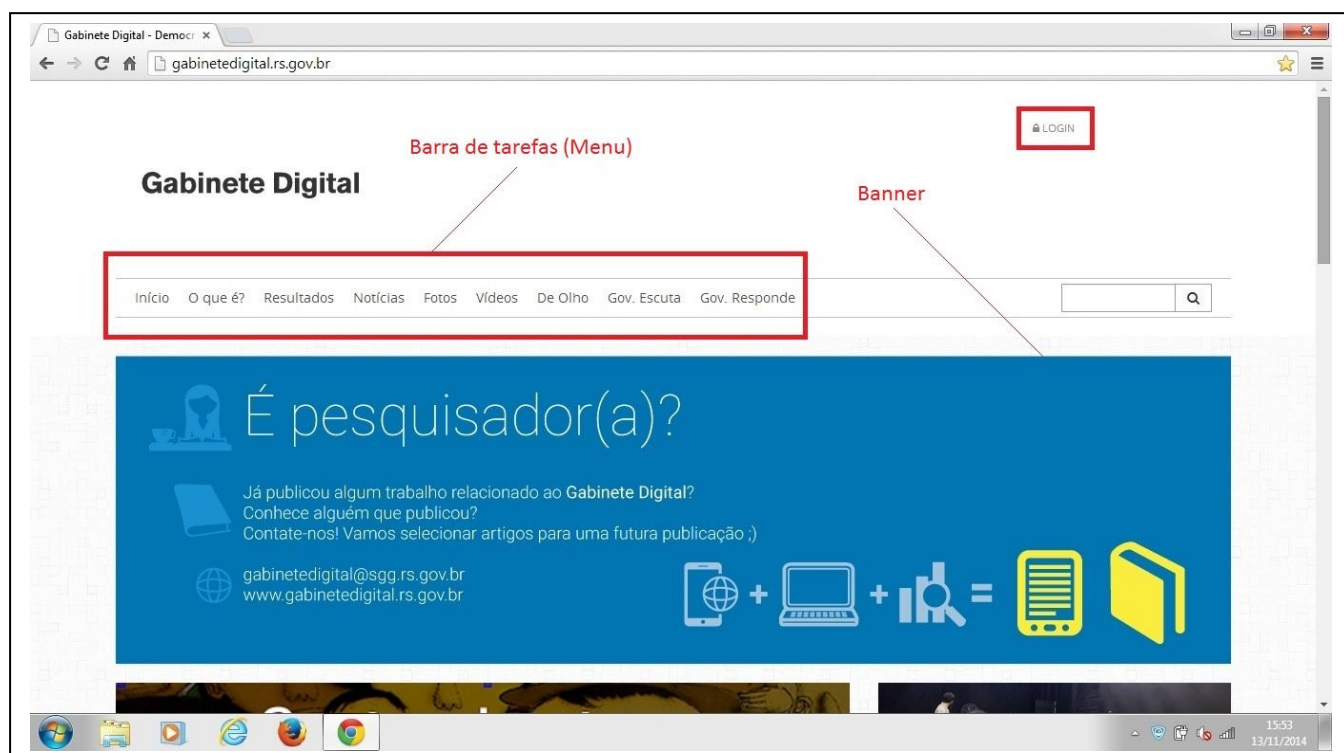 Gabinete Digital - Democr
gabinetedigital.rs.gov.br
LOGIN
Barra de tarefas (Menu)
Gabinete Digital
Banner
Início O que é? Resultados Notícias Fotos Vídeos De Olho Gov. Escuta Gov. Responde
É pesquisador(a)?
Já publicou algum trabalho relacionado ao Gabinete Digital?
Conhece alguém que publicou?
Contate-nos! Vamos selecionar artigos para uma futura publicação ;)
gabinetedigital@sgg.rs.gov.br
www.gabinetedigital.rs.gov.br
15:53
13/11/2014